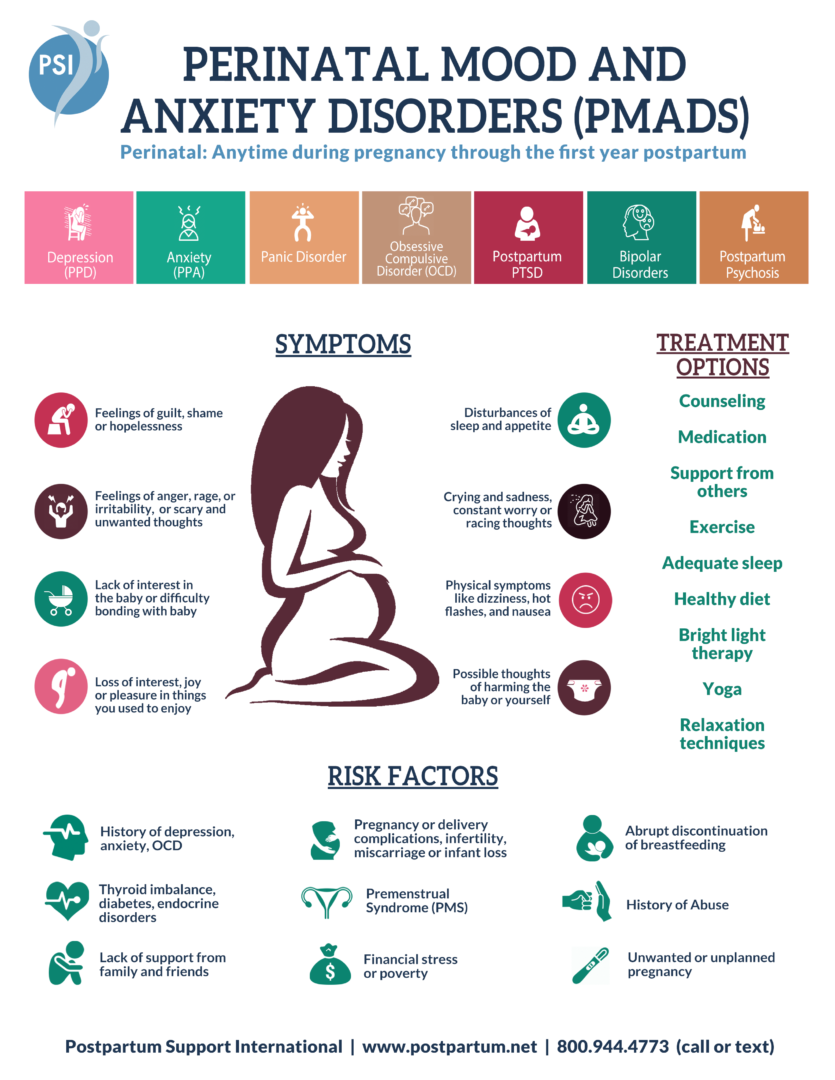 PSI
PERINATAL MOOD AND
ANXIETY DISORDERS (PMADS)
Perinatal: Anytime during pregnancy through the first year postpartum
Depression
(PPD)
Anxiety
(PPA)
Panic Disorder
Obsessive
Compulsive
Disorder (OCD)
Postpartum
PTSD
Bipolar
Disorders
Postpartum
Psychosis
SYMPTOMS
Feelings of guilt, shame
or hopelessness
Feelings of anger, rage, or
irritability, or scary and
unwanted thoughts
Lack of interest in
the baby or difficulty
bonding with baby
Loss of interest, joy
or pleasure in things
you used to enjoy
Disturbances of
sleep and appetite
Crying and sadness,
constant worry or
racing thoughts
Physical symptoms
like dizziness, hot
flashes, and nausea
Possible thoughts
of harming the
baby or yourself
TREATMENT
OPTIONS
Counseling
Medication
Support from
others
Exercise
Adequate sleep
Healthy diet
Bright light
therapy
Yoga
Relaxation
techniques
RISK FACTORS
History of depression,
anxiety, OCD
Pregnancy or delivery
complications, infertility,
miscarriage or infant loss
Abrupt discontinuation
of breastfeeding
Thyroid imbalance,
diabetes, endocrine
disorders
Premenstrual
Syndrome (PMS)
History of Abuse
Lack of support from
family and friends
$
Financial stress
or poverty
Unwanted or unplanned
pregnancy
Postpartum Support International | www.postpartum.net | 800.944.4773 (call or text)